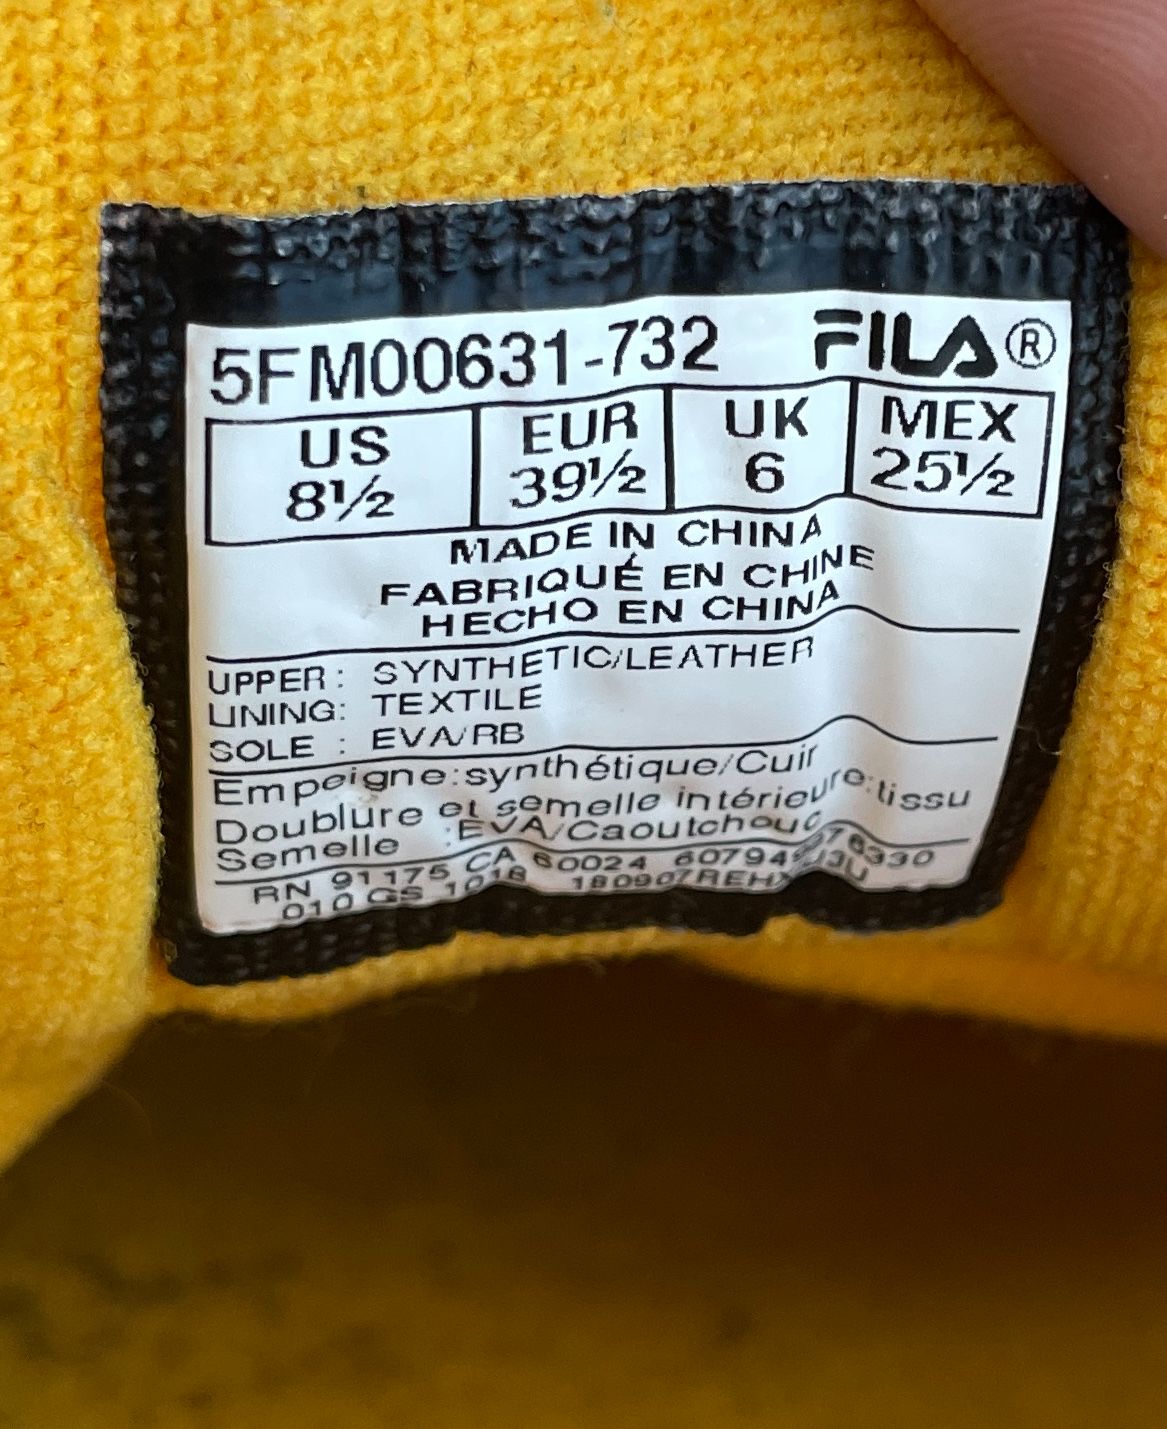 5FM00631-732 FILA®
US EUR UK MEX
8½ 39½ 6 25½
MADE IN CHINA
FABRIQUÉ EN CHINE
HECHO EN CHINA
UPPER: SYNTHETIC/LEATHER
LINING: TEXTILE
SOLE : EVA/RB
Empeigne:synthétique/Cuir
Doublure et semelle intérieure:tissu
Semelle :EVA/Caoutchouc
RN 91175 CA 60024
010 GS 1018